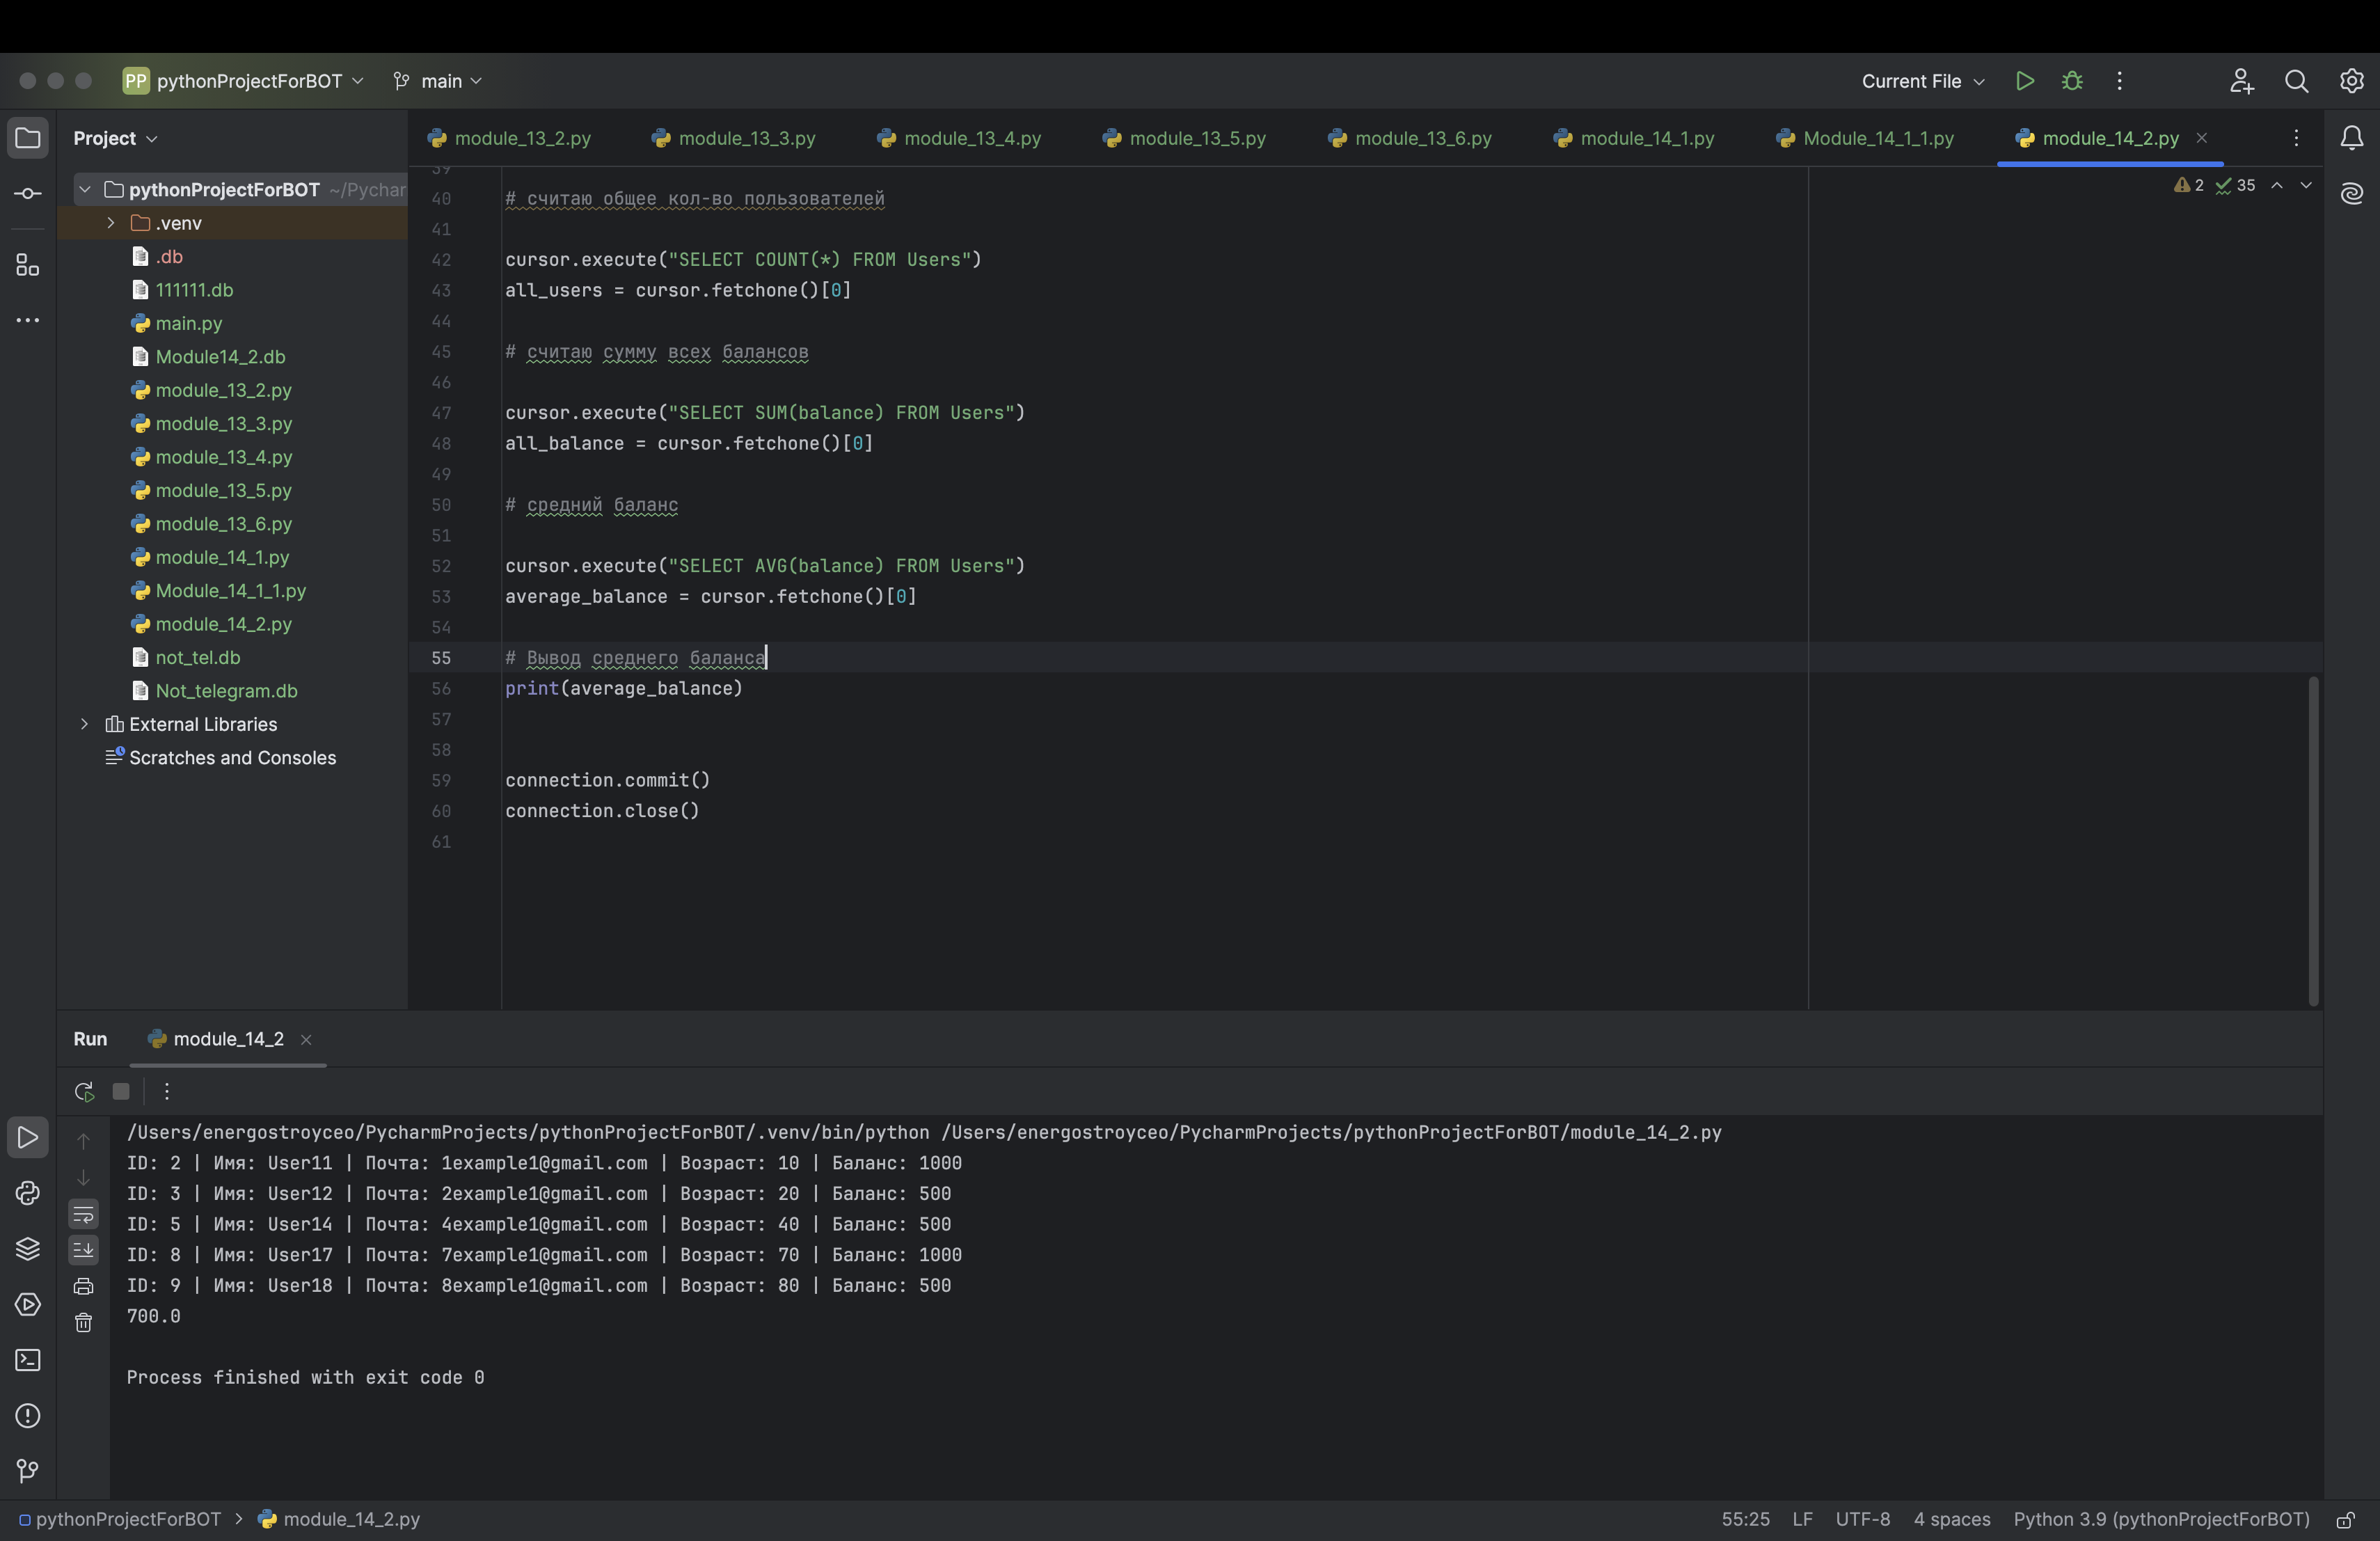 PP pythonProjectForBOT main Current File
Project
module_13_2.py module_13_3.py module_13_4.py module_13_5.py module_13_6.py module_14_1.py Module_14_1_1.py module_14_2.py
2 35
pythonProjectForBOT ~/Pychar
.venv
.db
111111.db
main.py
Module14_2.db
module_13_2.py
module_13_3.py
module_13_4.py
module_13_5.py
module_13_6.py
module_14_1.py
Module_14_1_1.py
module_14_2.py
not_tel.db
Not_telegram.db
External Libraries
Scratches and Consoles
39
40 # считаю общее кол-во пользователей
41
42 cursor.execute("SELECT COUNT(*) FROM Users")
43 all_users = cursor.fetchone()[0]
44
45 # считаю сумму всех балансов
46
47 cursor.execute("SELECT SUM(balance) FROM Users")
48 all_balance = cursor.fetchone()[0]
49
50 # средний баланс
51
52 cursor.execute("SELECT AVG(balance) FROM Users")
53 average_balance = cursor.fetchone()[0]
54
55 # Вывод среднего баланса
56 print(average_balance)
57
58
59 connection.commit()
60 connection.close()
61
Run module_14_2
/Users/energostroyceo/PycharmProjects/pythonProjectForBOT/.venv/bin/python /Users/energostroyceo/PycharmProjects/pythonProjectForBOT/module_14_2.py
ID: 2 | Имя: User11 | Почта: 1example1@gmail.com | Возраст: 10 | Баланс: 1000
ID: 3 | Имя: User12 | Почта: 2example1@gmail.com | Возраст: 20 | Баланс: 500
ID: 5 | Имя: User14 | Почта: 4example1@gmail.com | Возраст: 40 | Баланс: 500
ID: 8 | Имя: User17 | Почта: 7example1@gmail.com | Возраст: 70 | Баланс: 1000
ID: 9 | Имя: User18 | Почта: 8example1@gmail.com | Возраст: 80 | Баланс: 500
700.0
Process finished with exit code 0
pythonProjectForBOT > module_14_2.py 55:25 LF UTF-8 4 spaces Python 3.9 (pythonProjectForBOT)